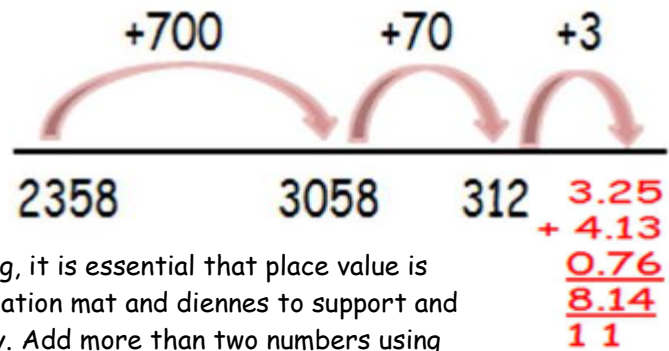 +700 +70 +3
2358 3058 312
3.25
+ 4.13
0.76
8.14
1 1
it is essential that place value is
mat and diennes to support and
Add more than two numbers using